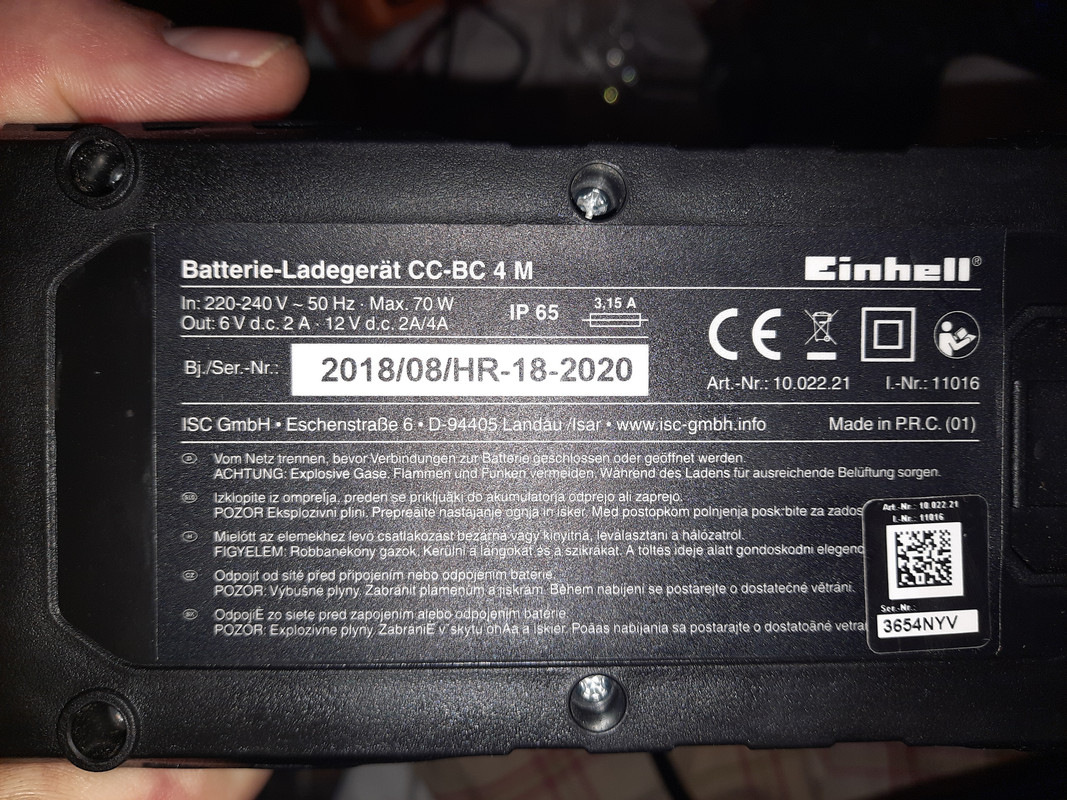 Batterie-Ladegerät CC-BC 4 M
Einhell®
In: 220-240 V ~ 50 Hz · Max. 70 W
Out: 6 V d.c. 2 A · 12 V d.c. 2A/4A
IP 65
3,15 A
CE
Bj./Ser.-Nr.:
2018/08/HR-18-2020
Art.-Nr.: 10.022.21 I.-Nr.: 11016
ISC GmbH • Eschenstraße 6 • D-94405 Landau /Isar • www.isc-gmbh.info
Made in P.R.C. (01)
D Vom Netz trennen, bevor Verbindungen zur Batterie geschlossen oder geöffnet werden.
ACHTUNG: Explosive Gase. Flammen und Funken vermeiden. Während des Ladens für ausreichende Belüftung sorgen.
SLO Izklopite iz omrežja, preden se priključki do akumulatorja odprejo ali zaprejo.
POZOR Eksplozivni plini. Preprečite nastajanje ognja in isker. Med postopkom polnjenja posk:bite za zados
H Mielőtt az elemekhez levő csatlakozást bezárná vagy kinyitná, leválasztani a hálózatról.
FIGYELEM: Robbanékony gázok. Kerülni a lángokat és a szikrákat. A töltés ideje alatt gondoskodni elegend
CZ Odpojit od sítě před připojením nebo odpojením baterie.
POZOR: Výbušné plyny. Zabránit plamenům a jiskrám. Během nabíjení se postarejte o dostatečné větrání.
SK OdpojiÈ zo siete pred zapojením alebo odpojením batérie.
POZOR: Explozívne plyny. ZabrániÈ v skytu a iskier. nabíjania sa postarajte o
Art.-Nr.: 10.022.21
I.-Nr.: 11016
Ser.-Nr.:
3654NYV